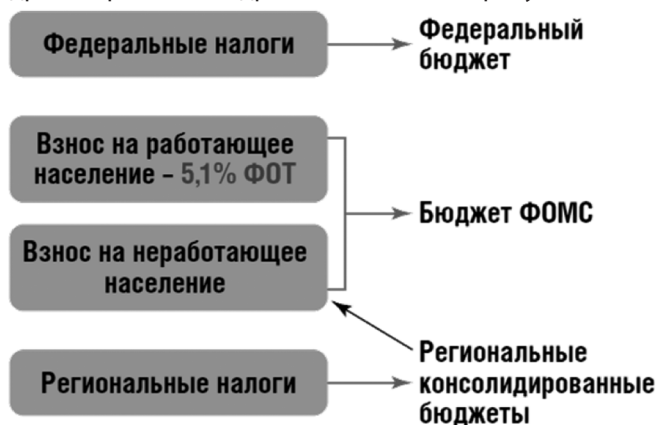 Федеральные налоги
Федеральный
бюджет
Взнос на работающее
население – 5,1% ФОТ
Бюджет ФОМС
Взнос на неработающее
население
Региональные налоги
Региональные
консолидированные
бюджеты